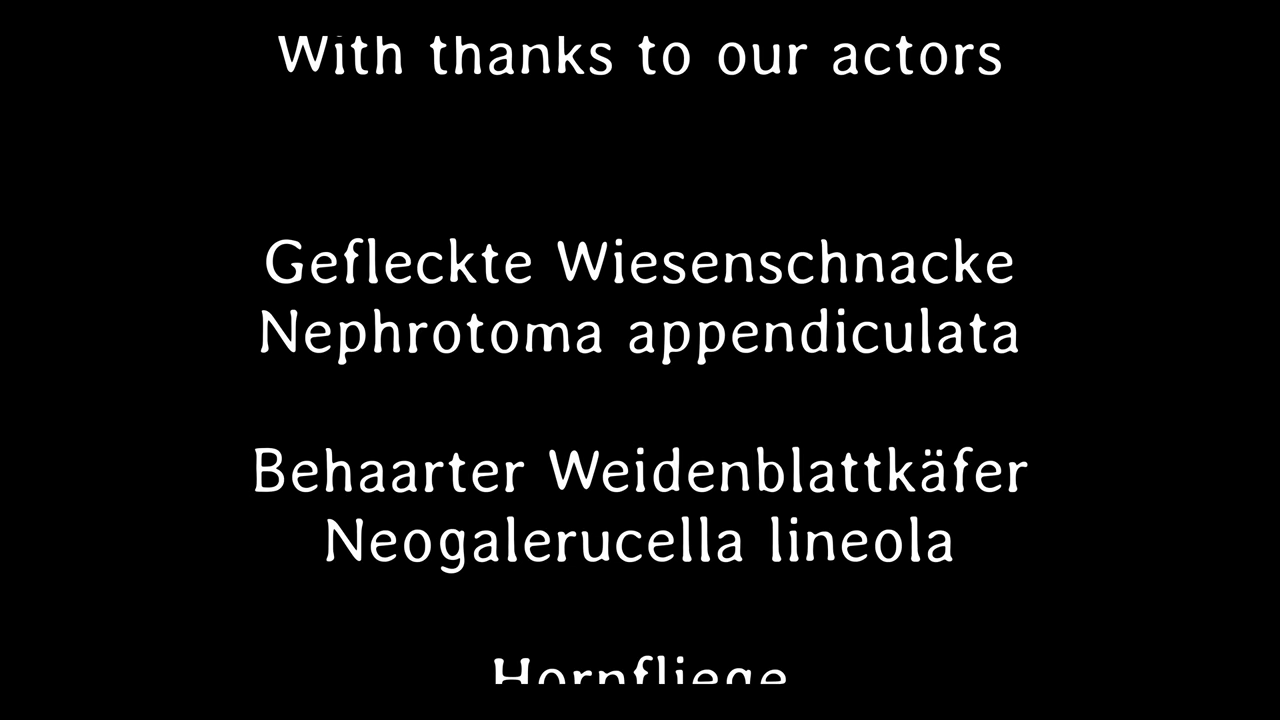 With thanks to our actors
Gefleckte Wiesenschnacke
Nephrotoma appendiculata
Behaarter Weidenblattkäfer
Neogalerucella lineola
Hornfliege